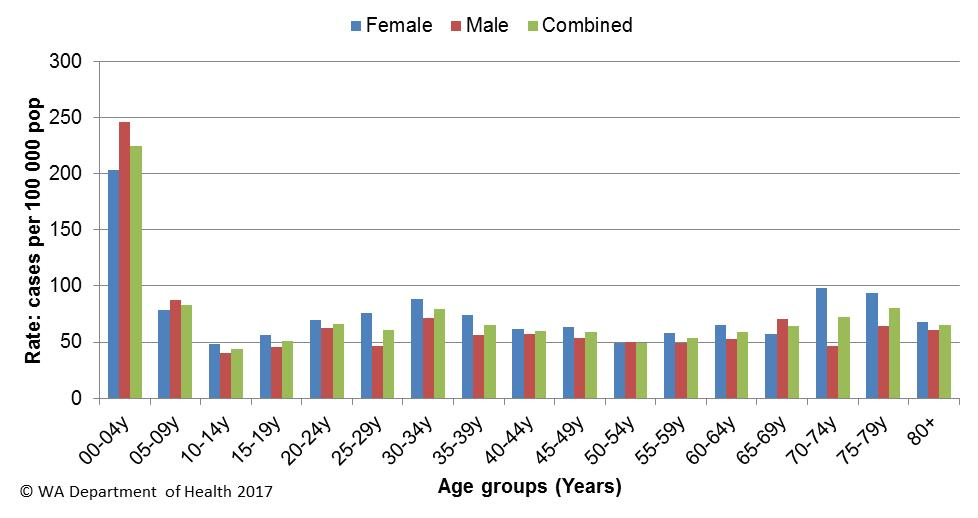 Female Male Combined
Rate: cases per 100 000 pop
300
250
200
150
100
50
0
00-04y 05-09y 10-14y 15-19y 20-24y 25-29y 30-34y 35-39y 40-44y 45-49y 50-54y 55-59y 60-64y 65-69y 70-74y 75-79y 80+
Age groups (Years)
© WA Department of Health 2017